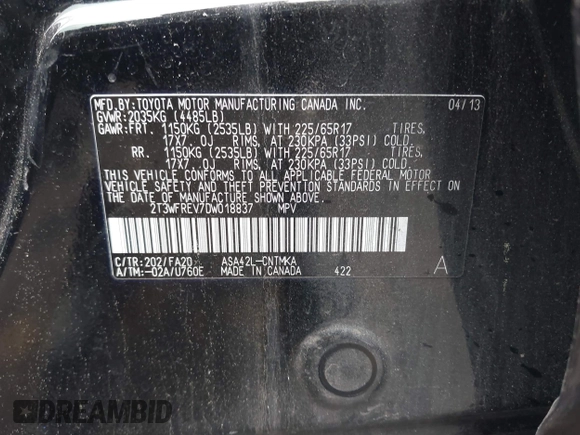 MFD.BY:TOYOTA MOTOR MANUFACTURING CANADA INC. 04/13
GVWR:2035KG (4485LB)
GAWR:FRT. 1150KG (2535LB) WITH 225/65R17 TIRES,
17X7.0J RIMS, AT 230KPA (33PSI) COLD.
RR. 1150KG (2535LB) WITH 225/65R17 TIRES,
17X7.0J RIMS, AT 230KPA (33PSI) COLD.
THIS VEHICLE CONFORMS TO ALL APPLICABLE FEDERAL MOTOR
VEHICLE SAFETY AND THEFT PREVENTION STANDARDS IN EFFECT
ON THE DATE OF MANUFACTURE SHOWN ABOVE.
2T3WFREV7DW018837 MPV
C/TR:202/FA20 ASA42L-CNTMKA
A/TM:-02A/U760E MADE IN CANADA 422 A
DREAMBID